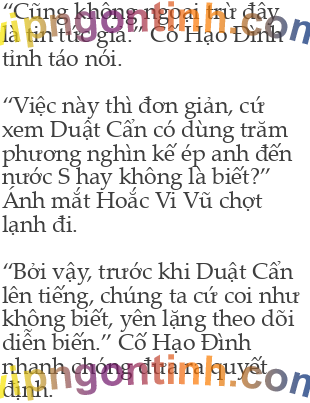 “Cũng không ngoại trừ đây
là tin tức giả.” Cố Hạo Đình
tỉnh táo nói.
“Việc này thì đơn giản, cứ
xem Duật Cẩn có dùng trăm
phương nghìn kế ép anh đến
nước S hay không là biết?”
Ánh mắt Hoắc Vi Vũ chợt
lạnh đi.
“Bởi vậy, trước khi Duật Cẩn
lên tiếng, chúng ta cứ coi như
không biết, yên lặng theo dõi
diễn biến.” Cố Hạo Đình
nhanh chóng đưa ra quyết
định.
vipngontinh.com
vipngontinh.com